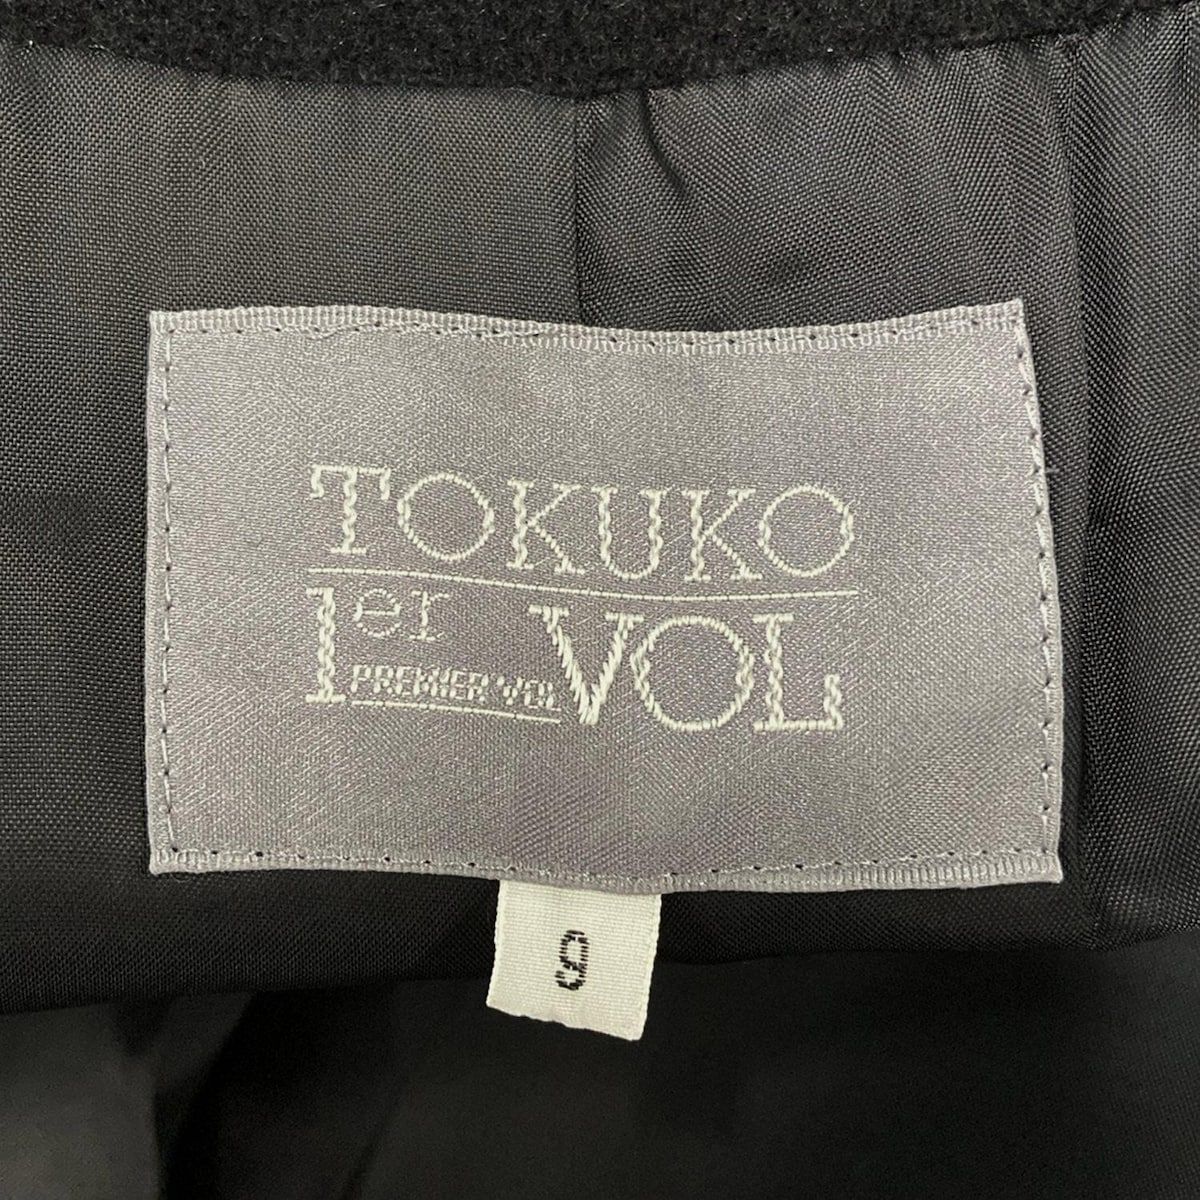 TOKUKO
1er VOL
PREMIER VOL
9